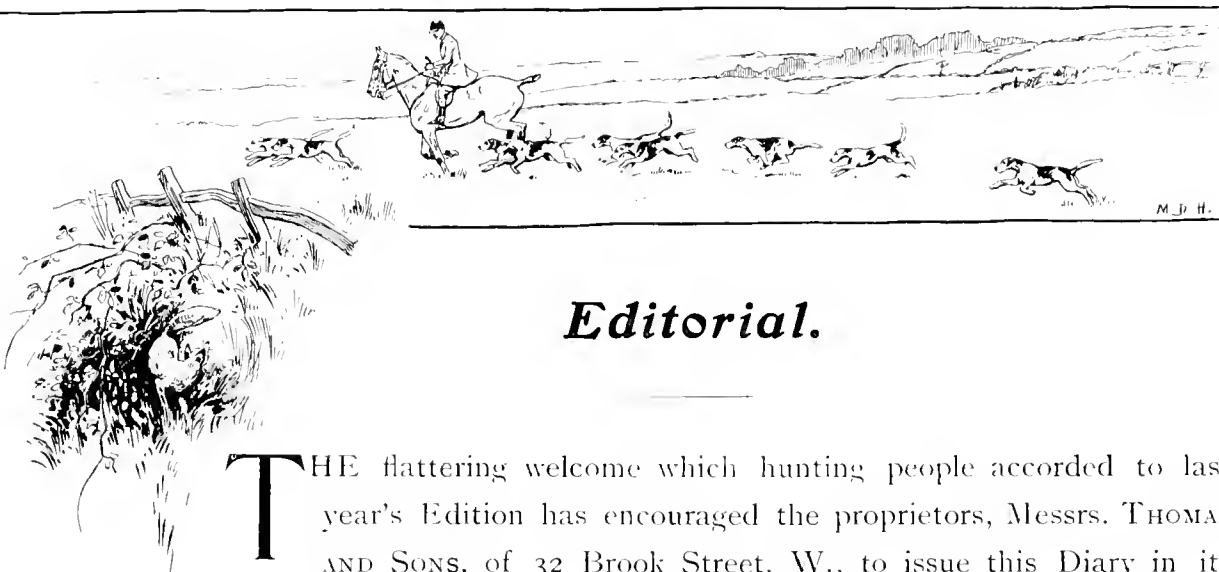 M D H.
Editorial.
THE flattering welcome which hunting people accorded to las
year's Edition has encouraged the proprietors, Messrs. THOMA
AND SONS, of 32 Brook Street, W., to issue this Diary in it